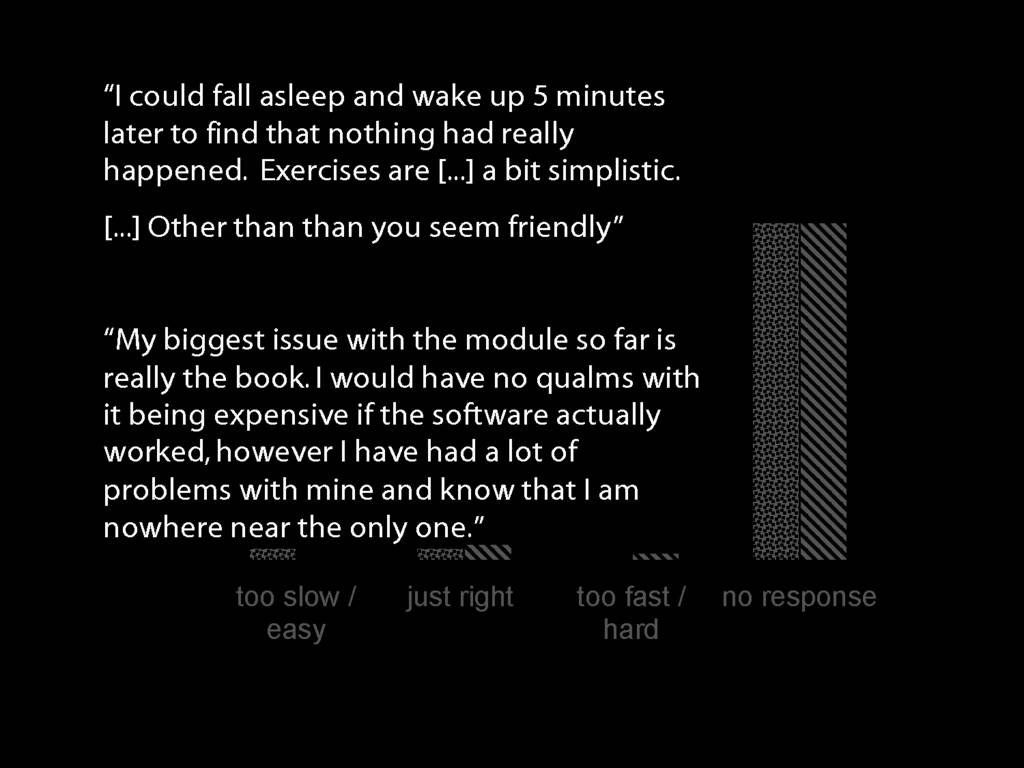 “I could fall asleep and wake up 5 minutes
later to find that nothing had really
happened.  Exercises are [...] a bit simplistic.
[...] Other than than you seem friendly”
“My biggest issue with the module so far is
really the book. I would have no qualms with
it being expensive if the software actually
worked, however I have had a lot of
problems with mine and know that I am
nowhere near the only one.”
too slow /
easy
just right
too fast /
hard
no response